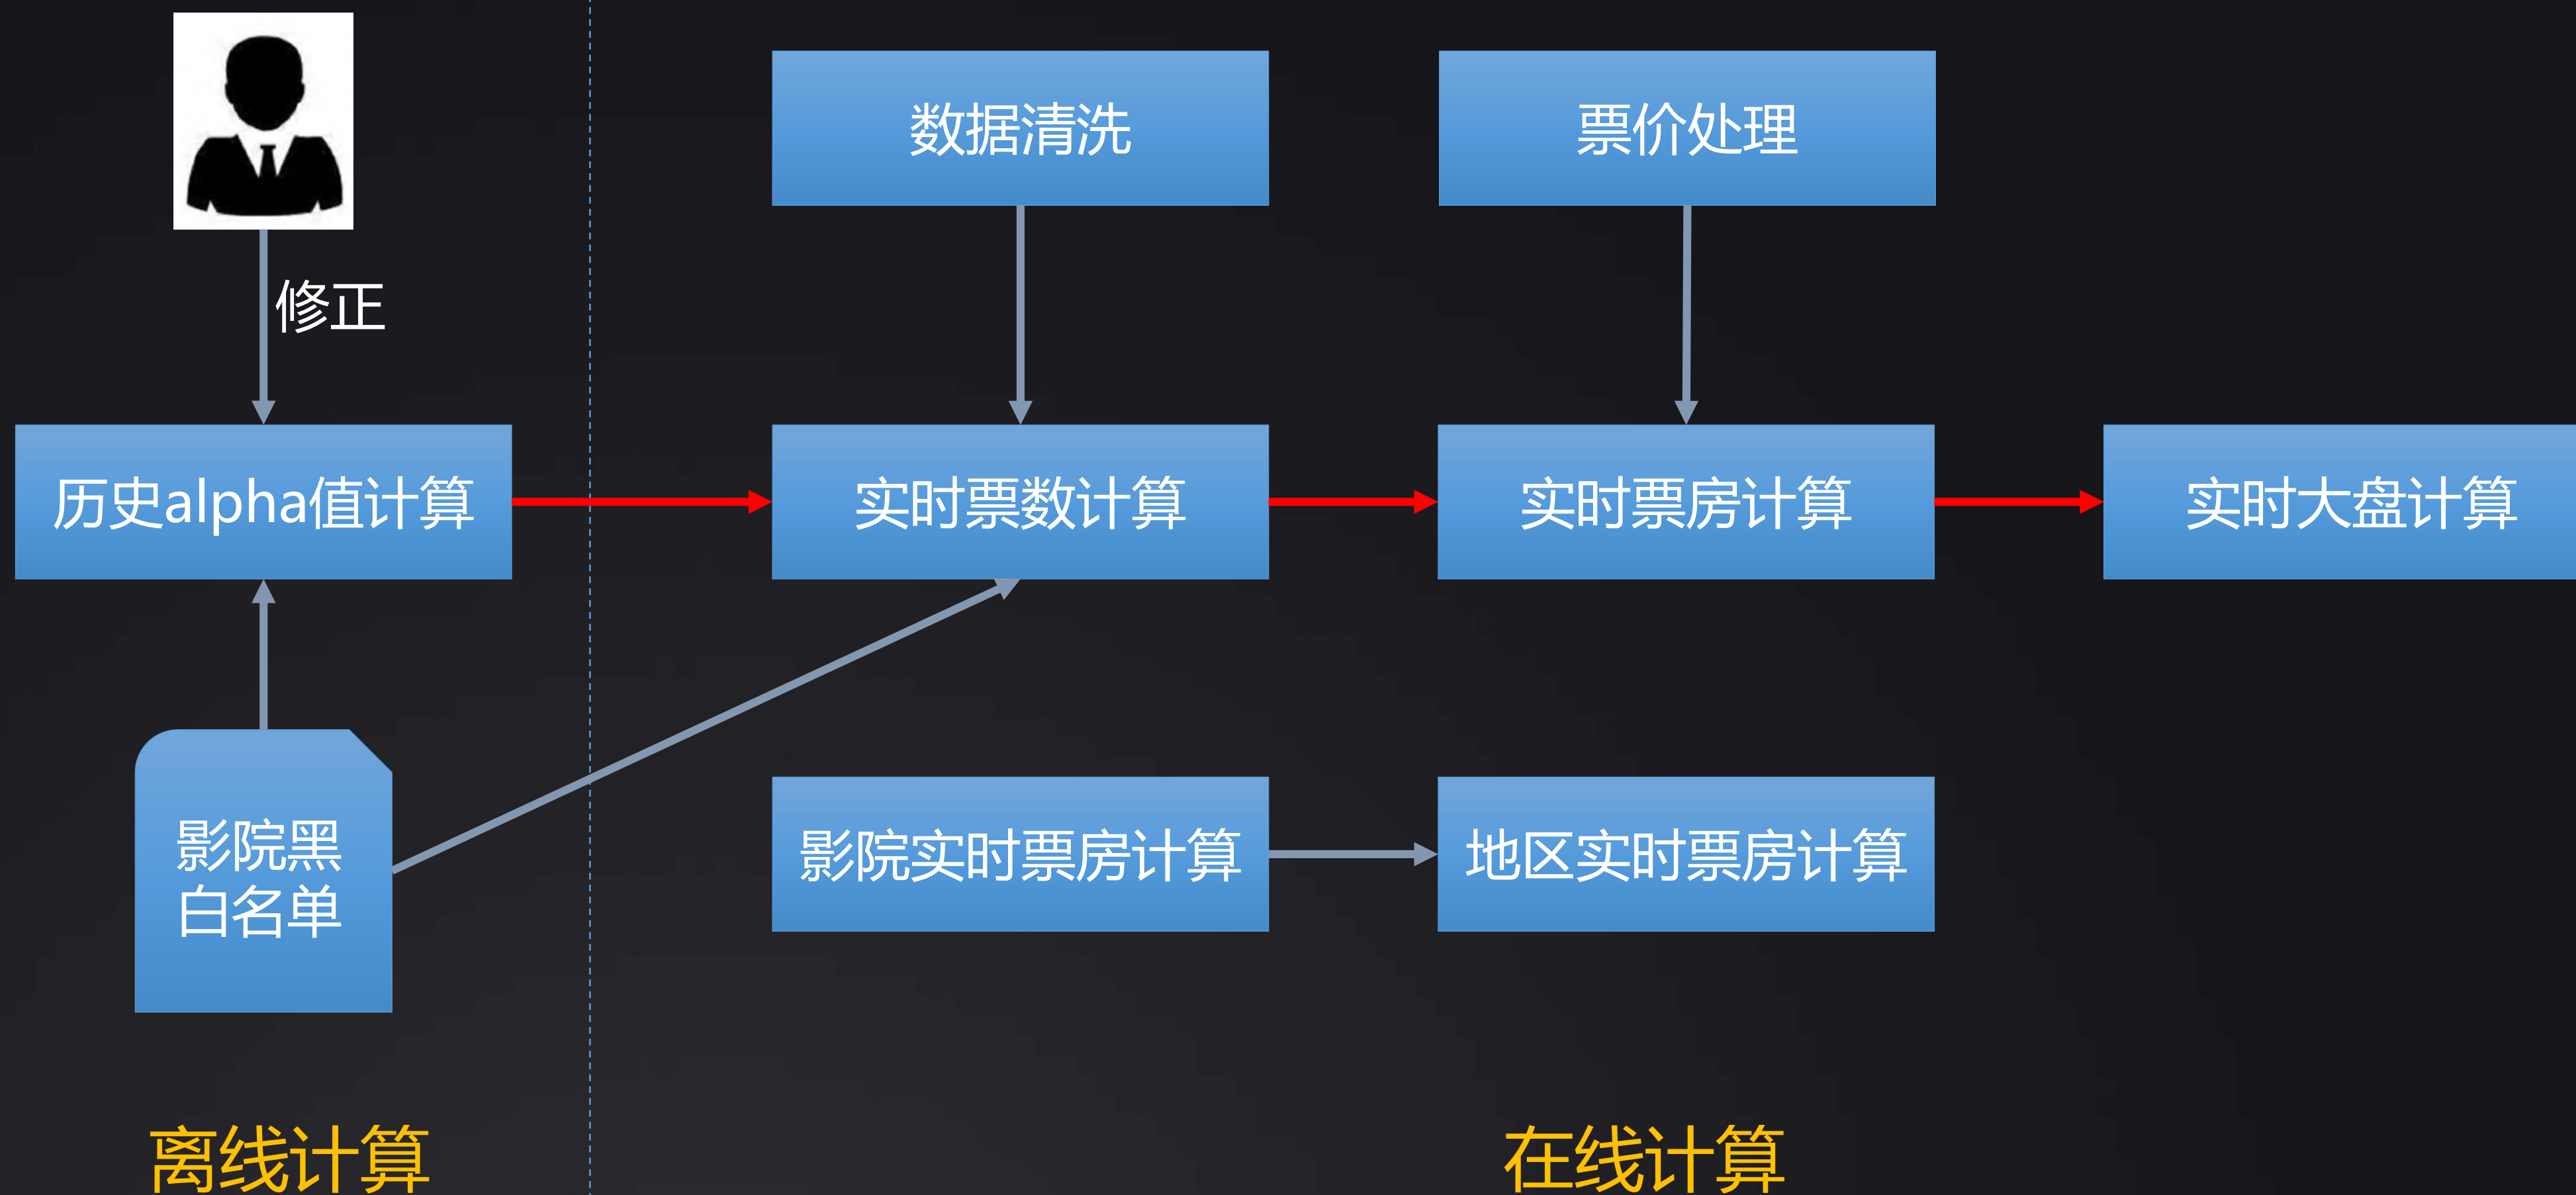 数据清洗
票价处理
修正
历史alpha值计算
实时票数计算
实时票房计算
实时大盘计算
影院黑
白名单
影院实时票房计算
地区实时票房计算
离线计算
在线计算